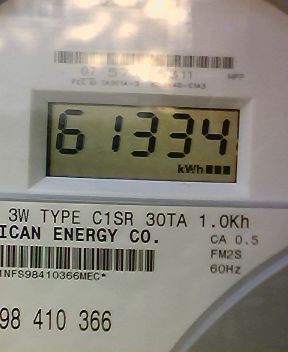 61334
kWh
3W TYPE C1SR 30TA 1.0Kh
ICAN ENERGY CO.
CA 0.5
FM2S
60Hz
1NFS98410366MEC*
98 410 366